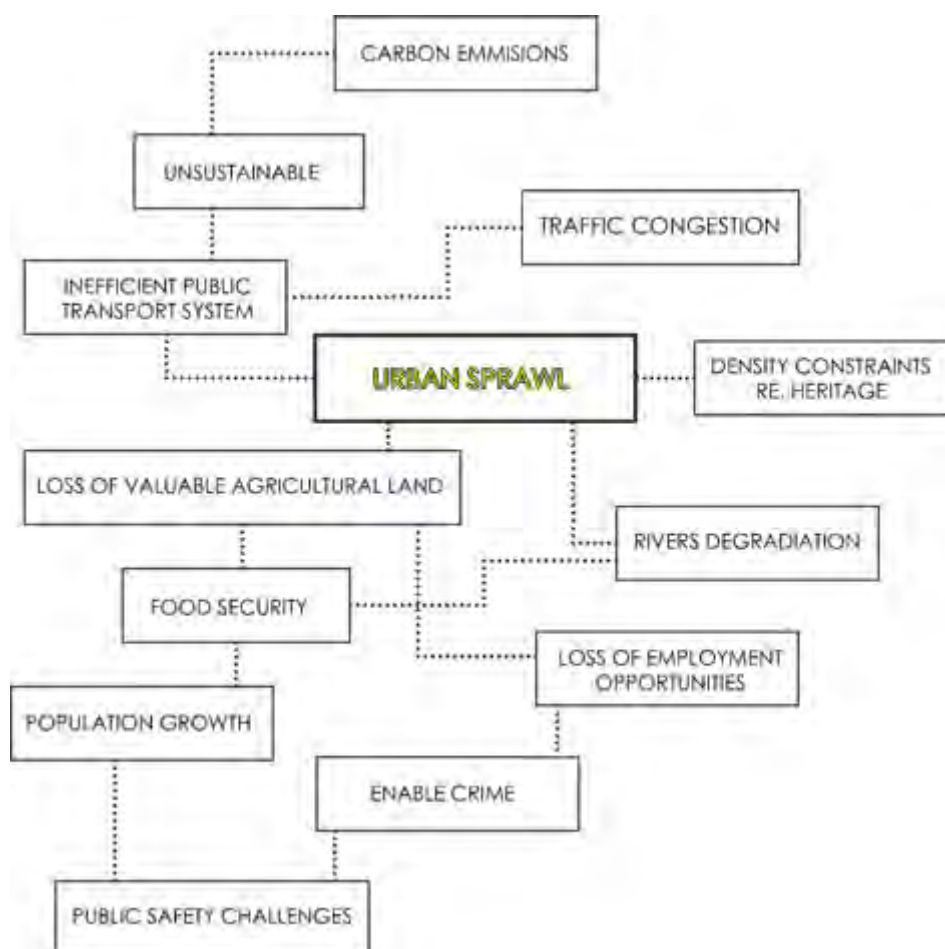 CARBON EMMISIONS
UNSUSTAINABLE
TRAFFIC CONGESTION
INEFFICIENT PUBLIC
TRANSPORT SYSTEM
URBAN SPRAWL
DENSITY CONSTRAINTS
RE. HERITAGE
LOSS OF VALUABLE AGRICULTURAL LAND
RIVERS DEGRADIATION
FOOD SECURITY
LOSS OF EMPLOYMENT
OPPORTUNITIES
POPULATION GROWTH
ENABLE CRIME
PUBLIC SAFETY CHALLENGES